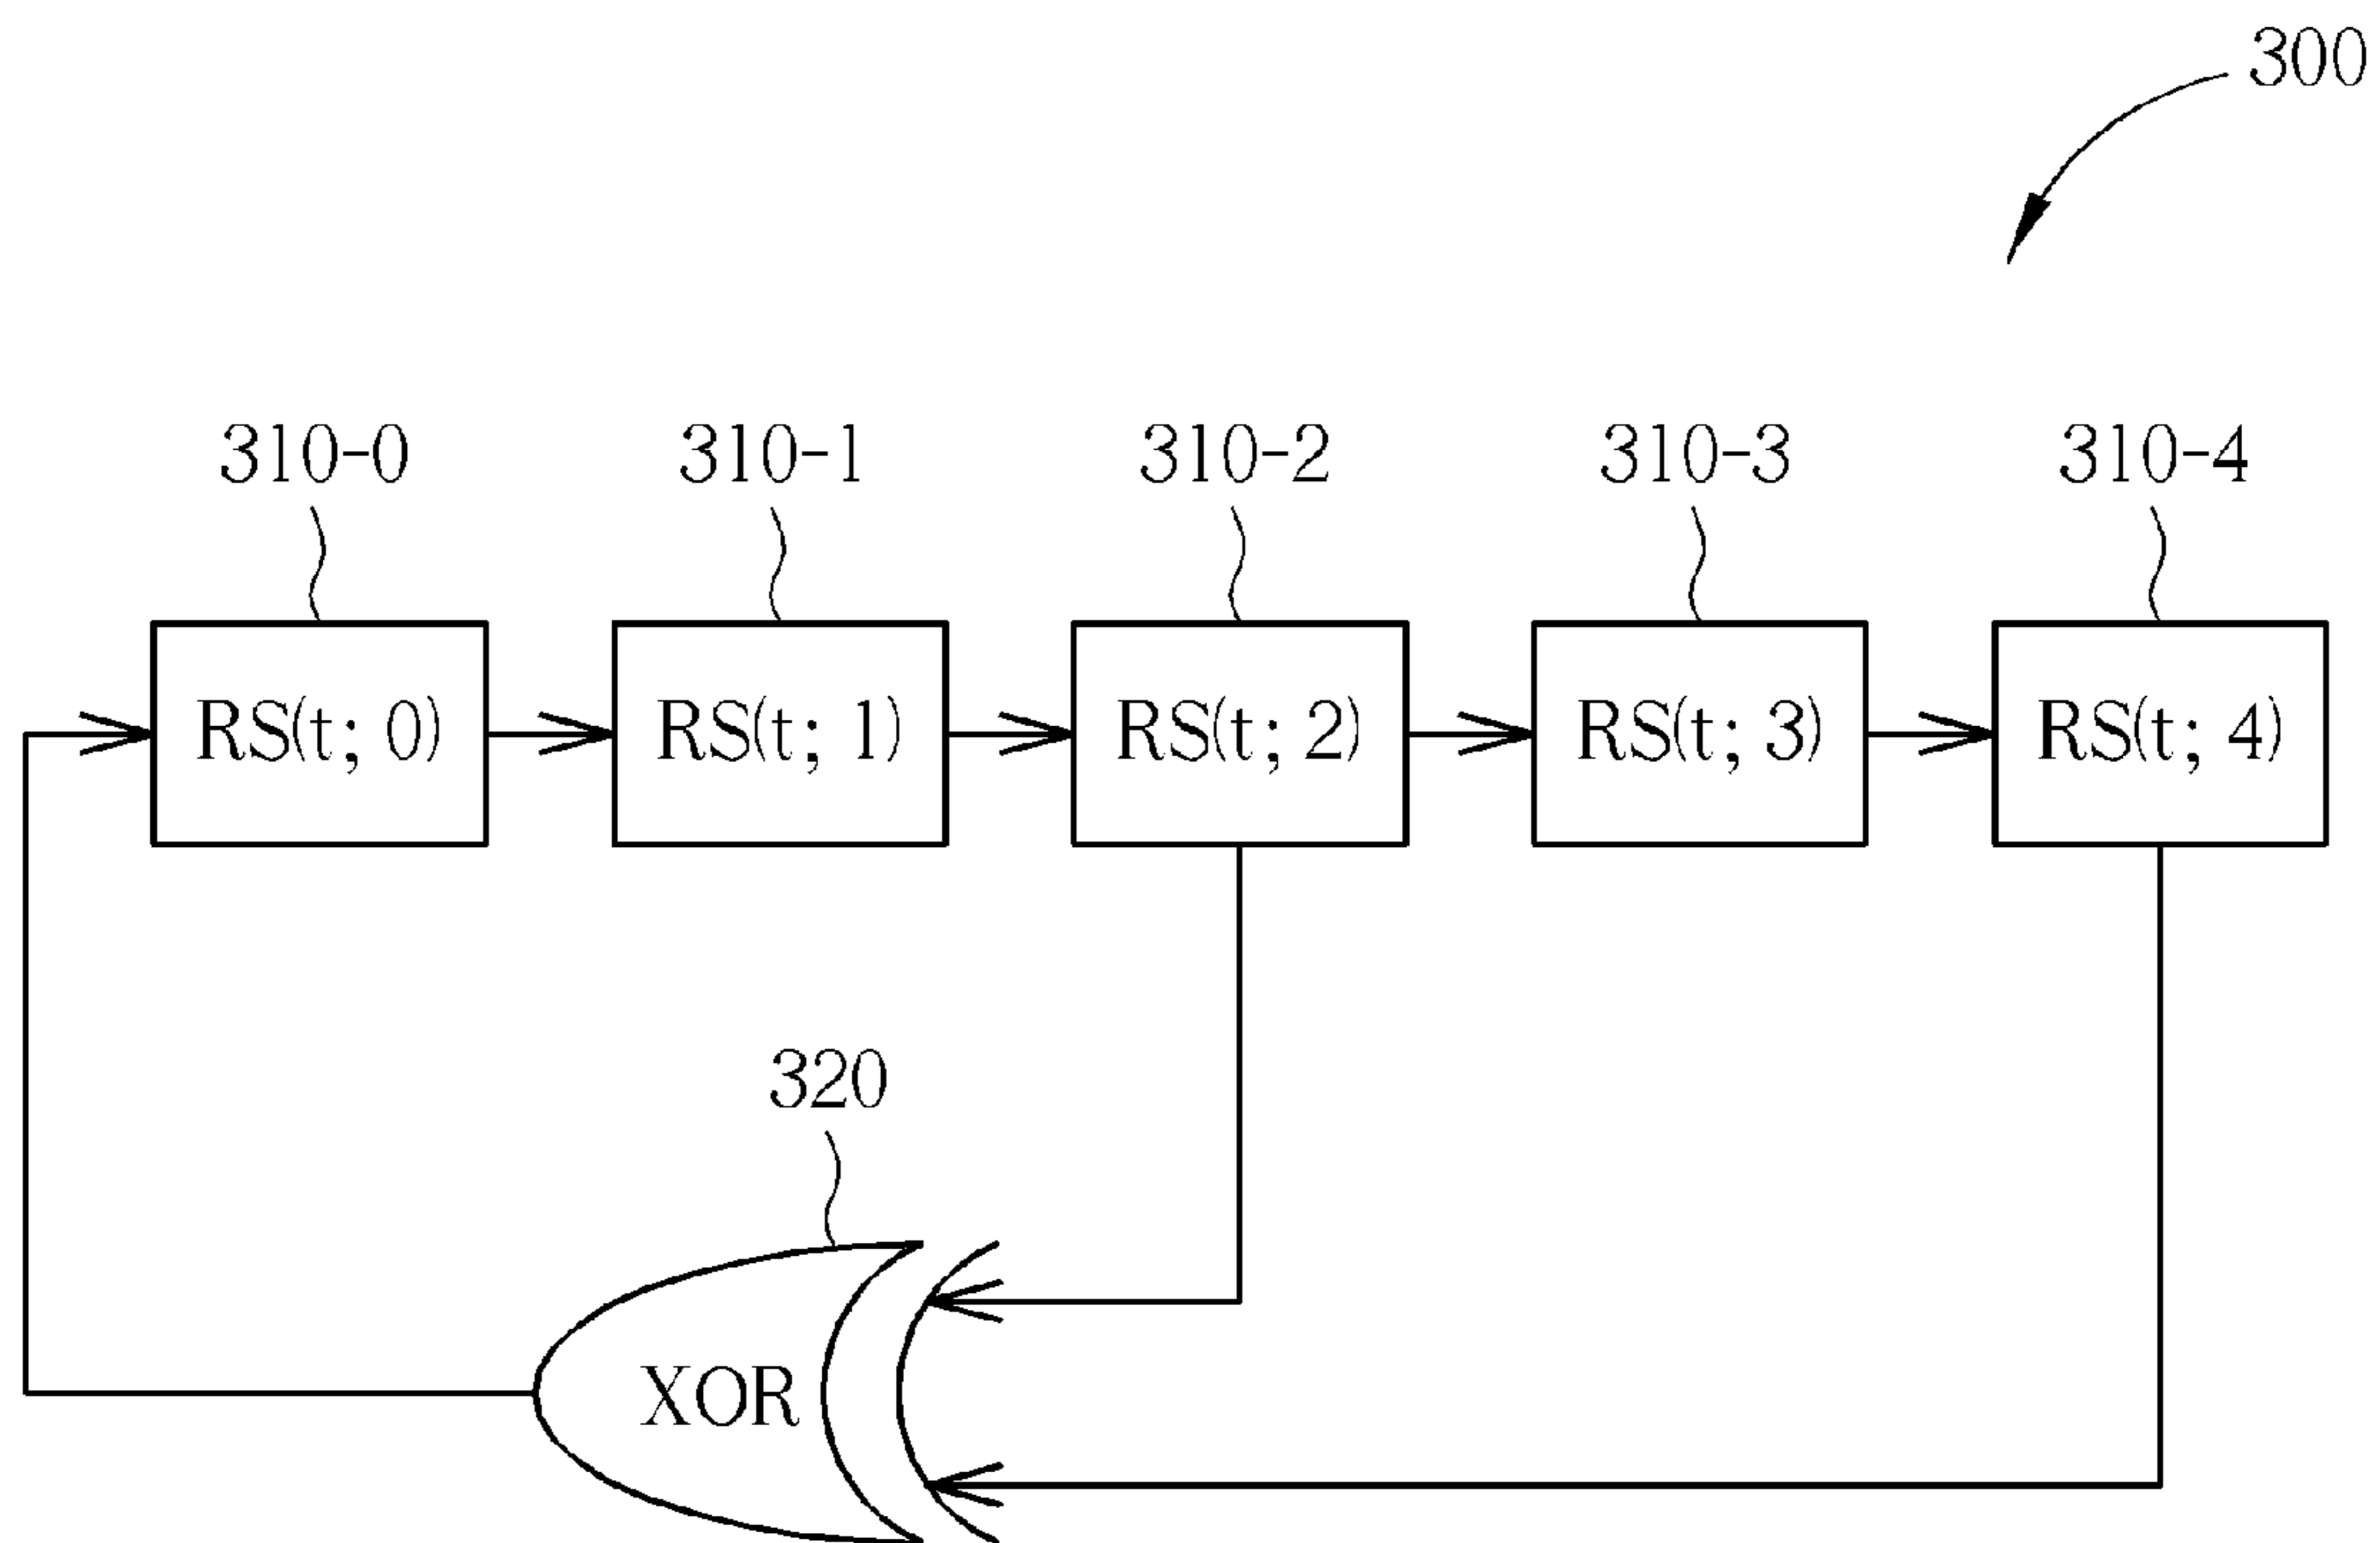 300
310-0 310-1 310-2 310-3 310-4
RS(t; 0) RS(t; 1) RS(t; 2) RS(t; 3) RS(t; 4)
320
XOR